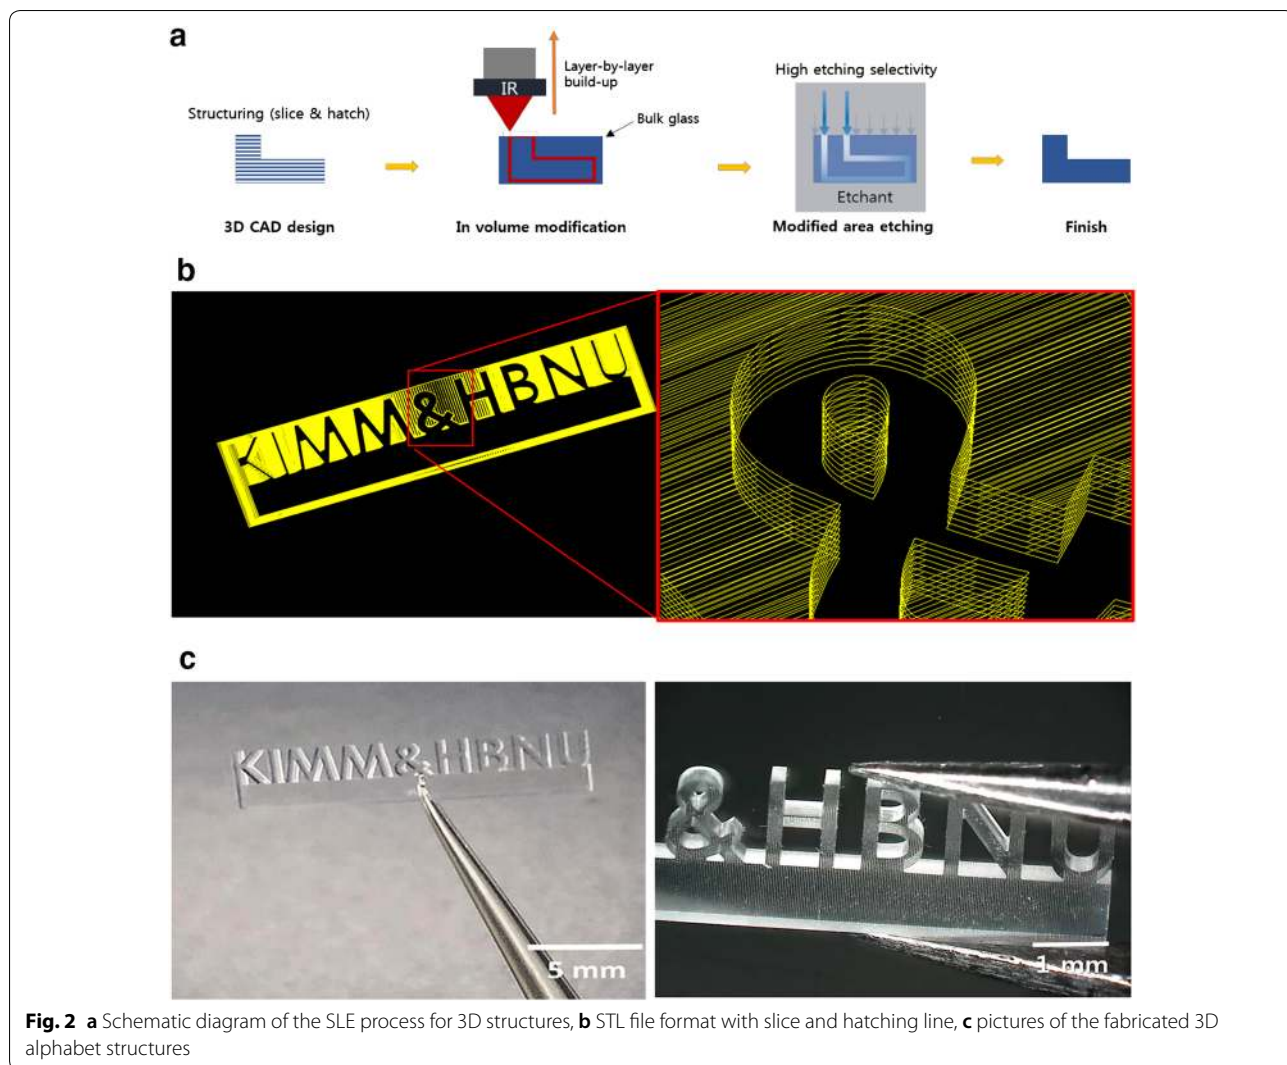 a
Layer-by-layer
build-up
IR
High etching selectivity
Structuring (slice & hatch)
Bulk glass
Etchant
3D CAD design
In volume modification
Modified area etching
Finish
b
KIMM&HBNU
c
KIMM&HBNU
5 mm
&HBNU
1 mm
Fig. 2 a Schematic diagram of the SLE process for 3D structures, b STL file format with slice and hatching line, c pictures of the fabricated 3D
alphabet structures